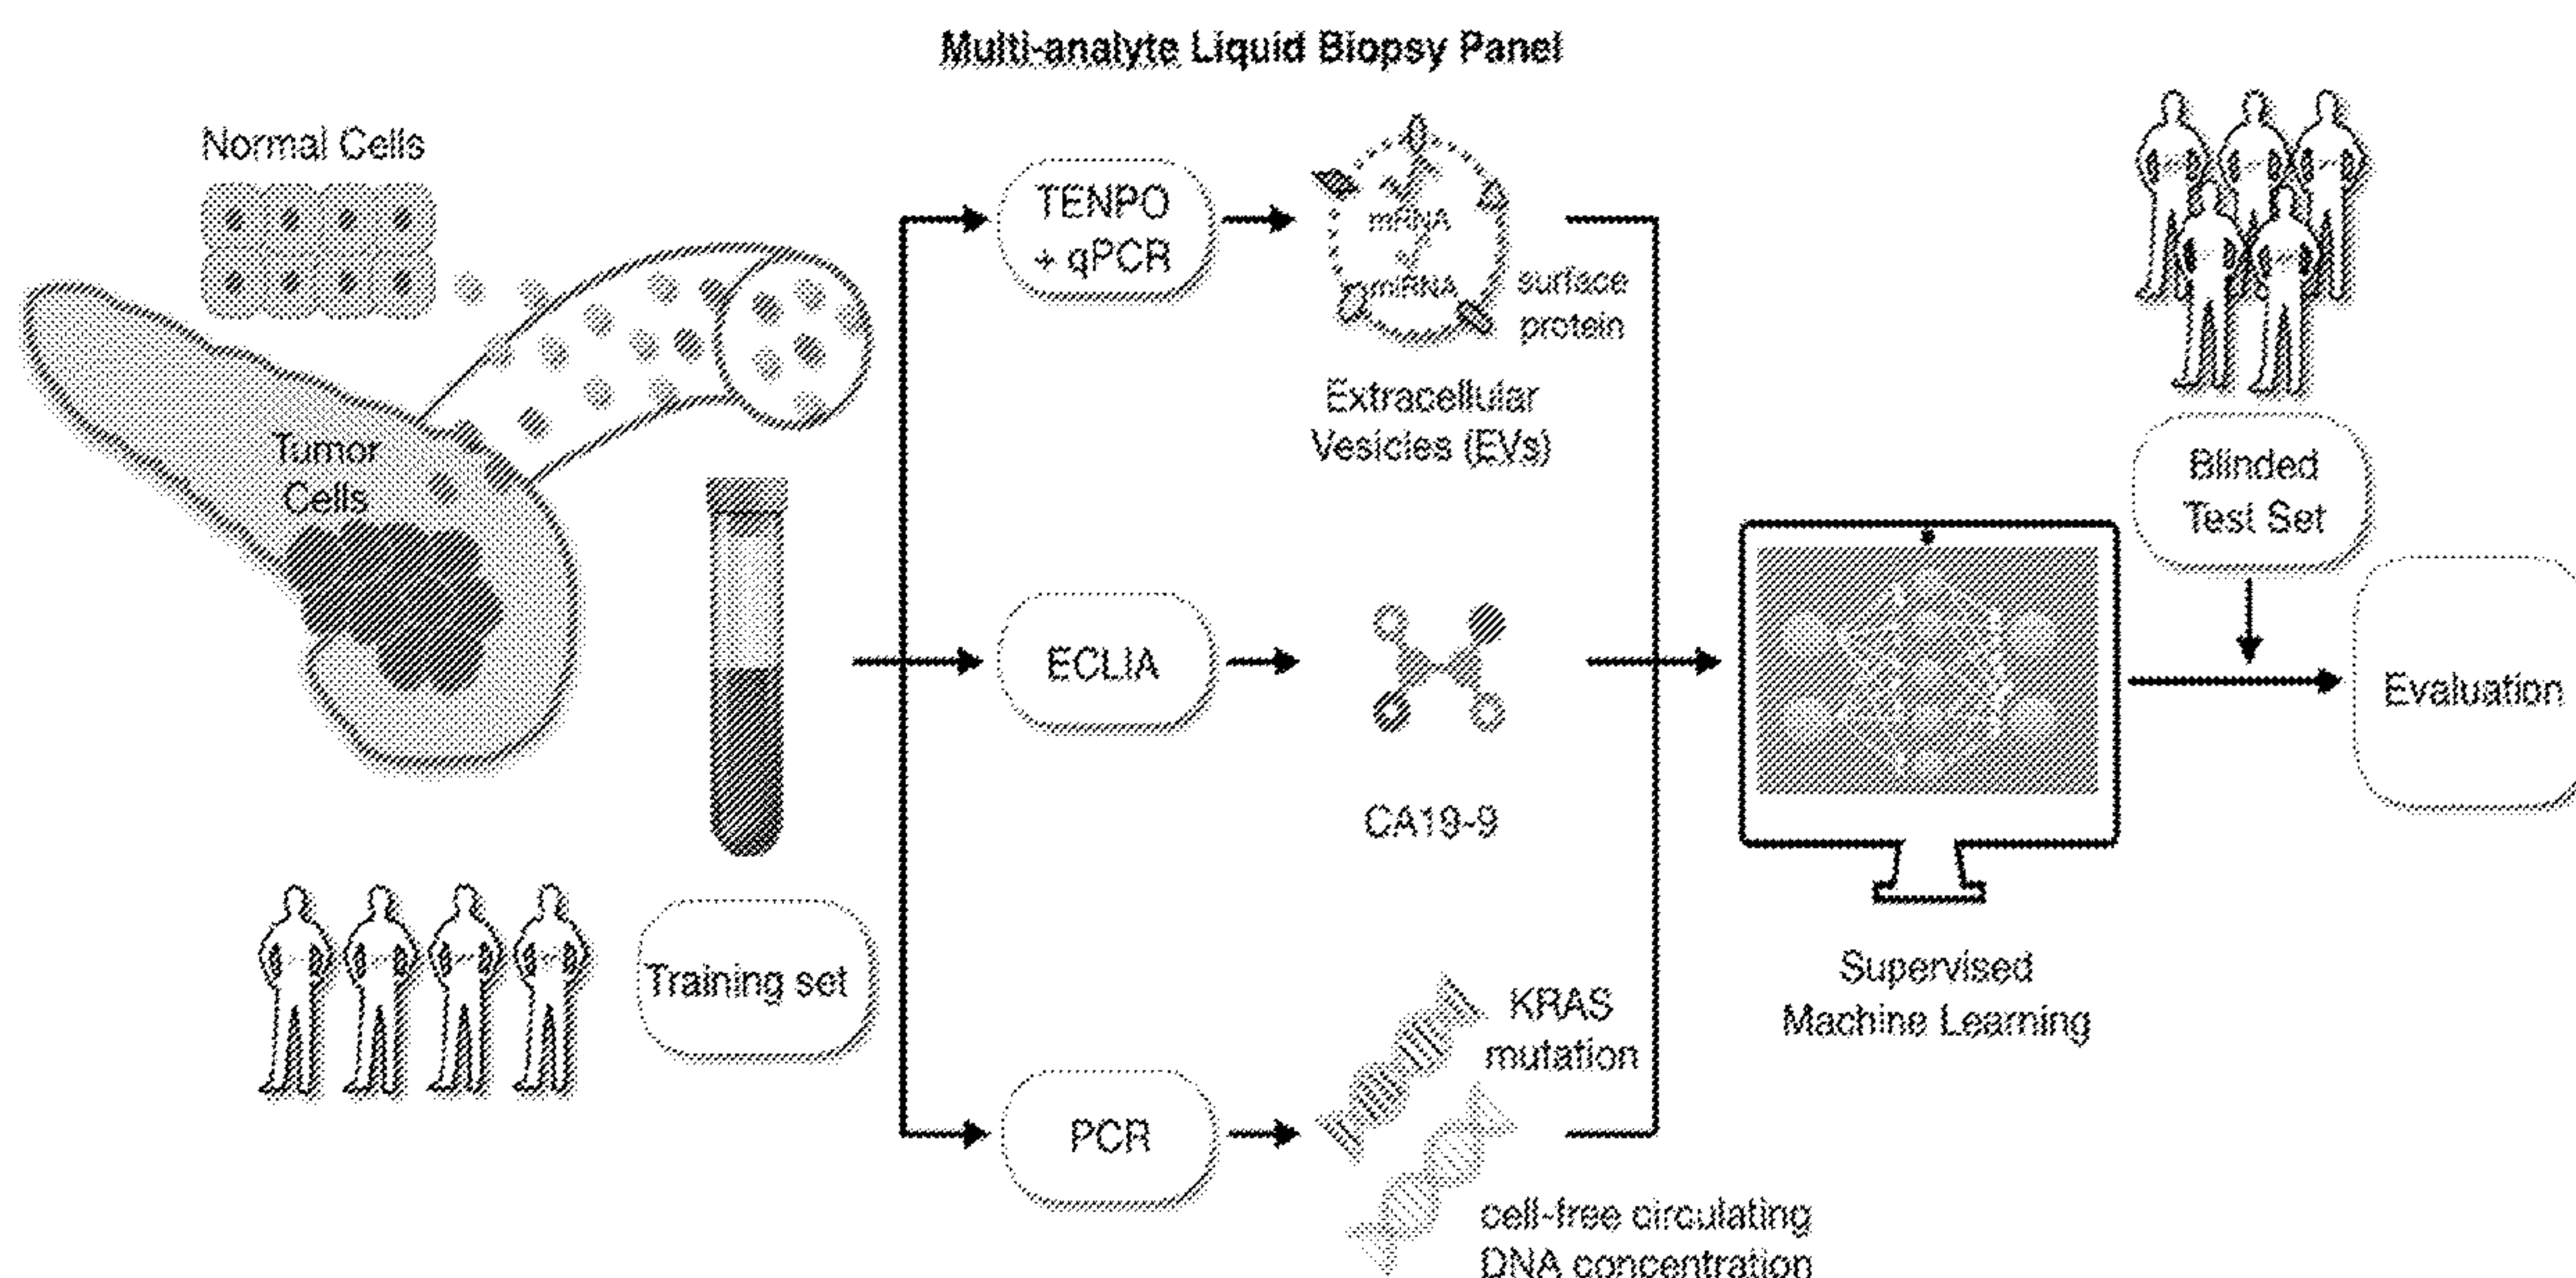 Multi-analyte Liquid Biopsy Panel
Normal Cells
Tumor
Cells
Training set
TENPO
+ qPCR
mRNA
miRNA
surface
protein
Extracellular
Vesicles (EVs)
ECLIA
CA19-9
PCR
KRAS
mutation
cell-free circulating
DNA concentration
Supervised
Machine Learning
Blinded
Test Set
Evaluation